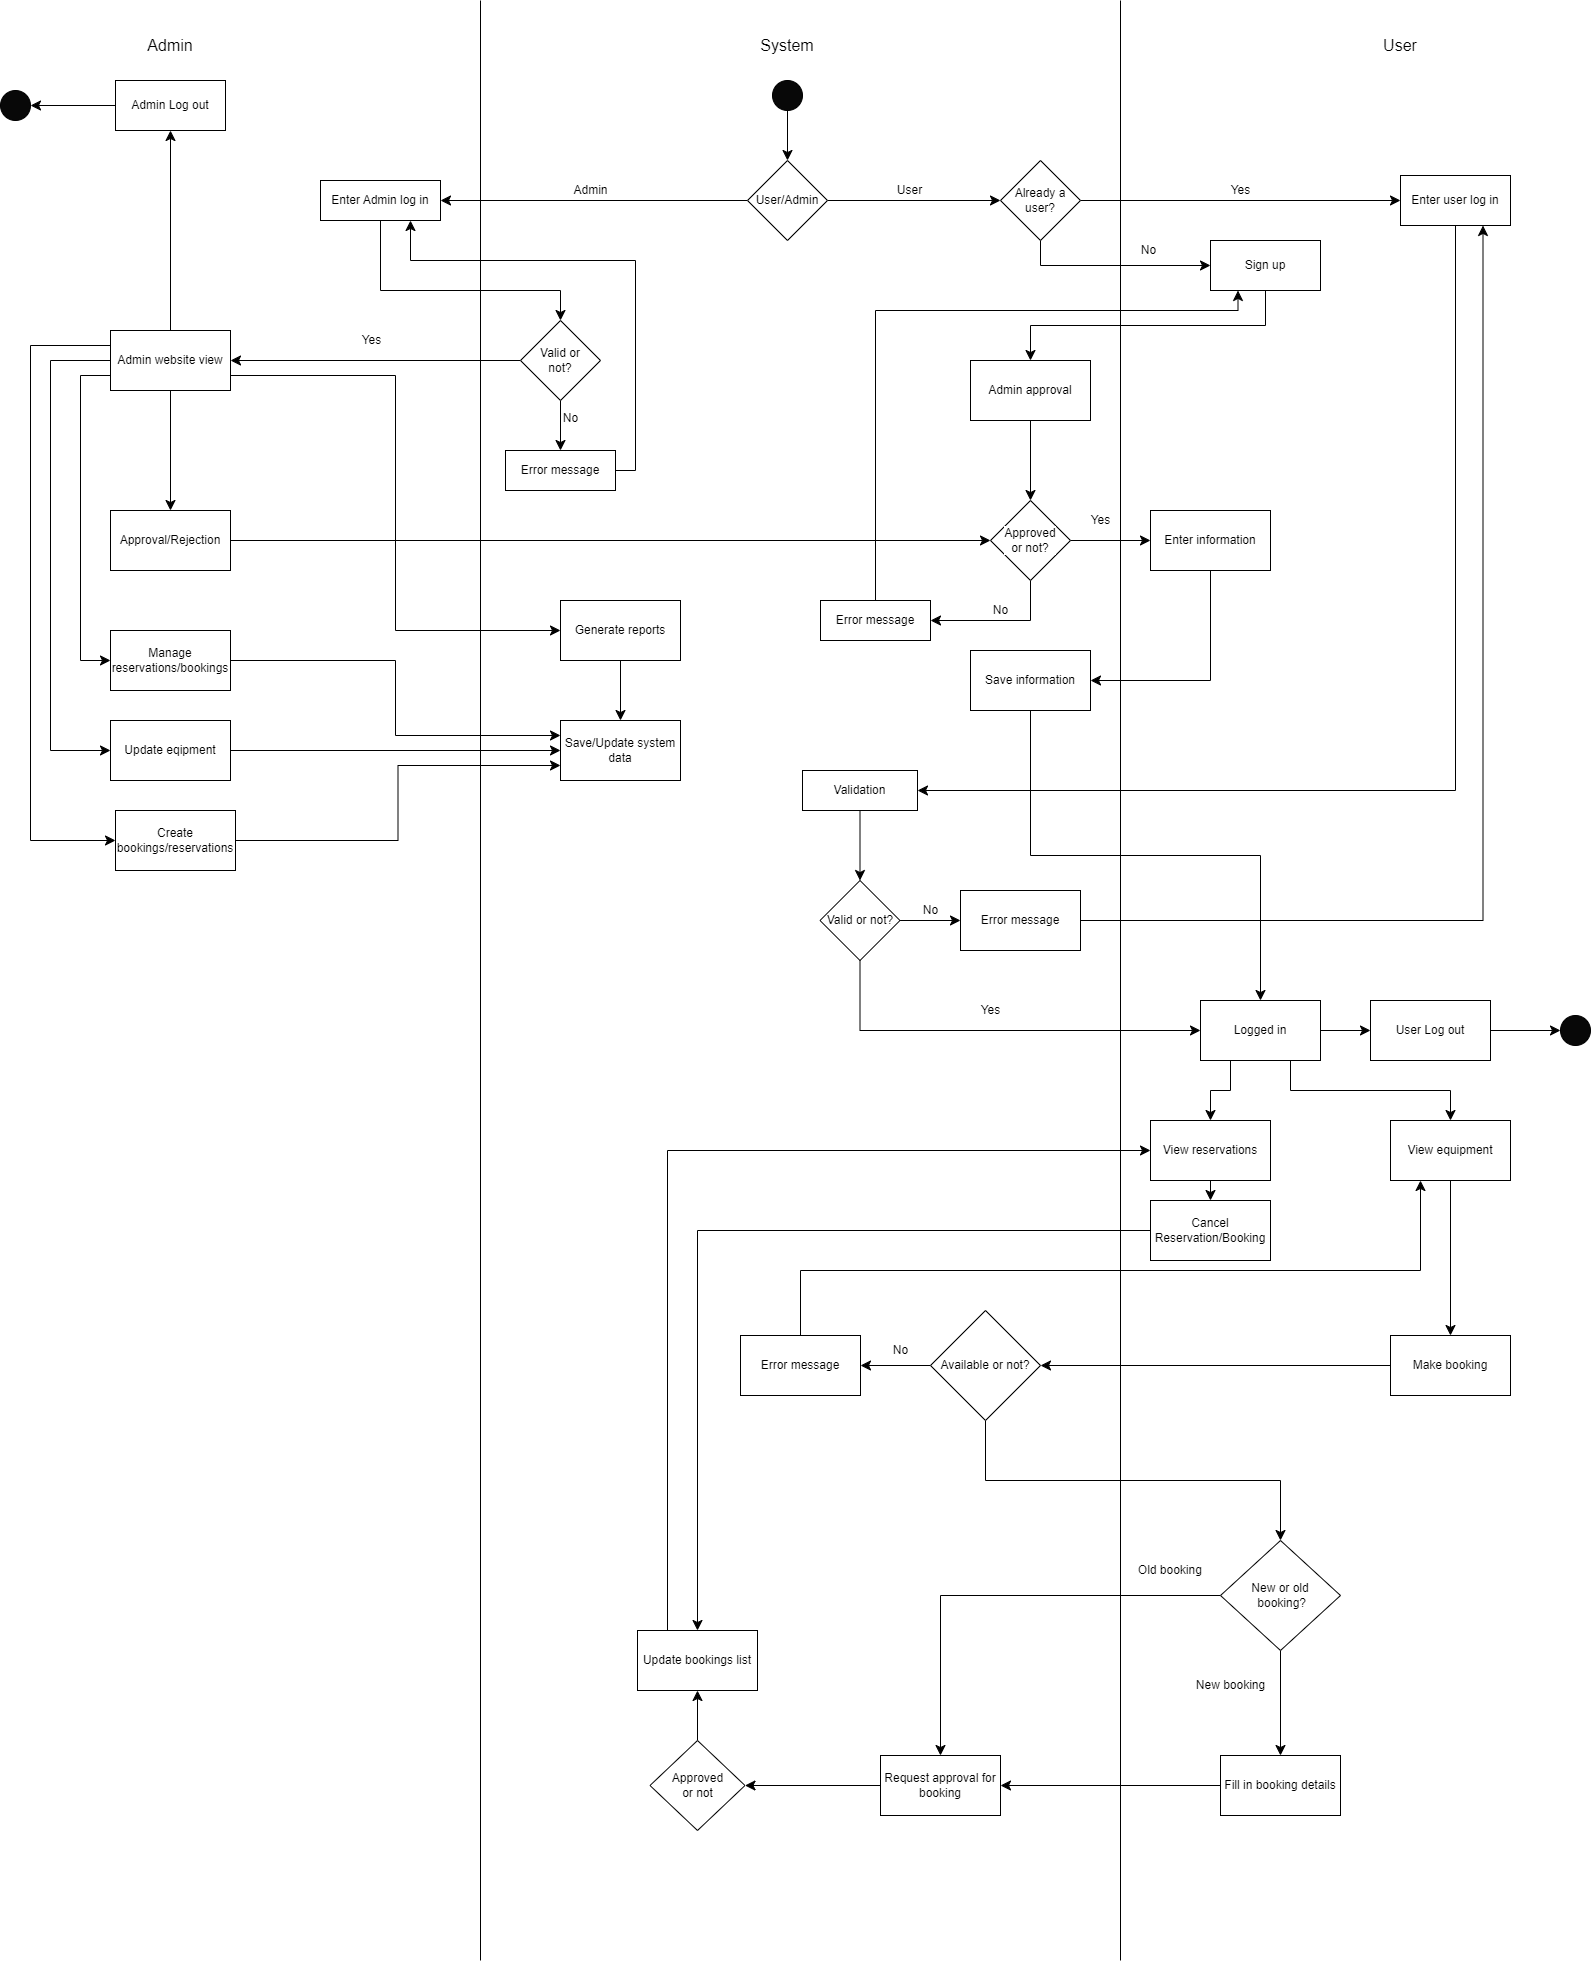 Admin
System
User
Admin Log out
Enter Admin log in
Admin
User/Admin
User
Already a
user?
Yes
Enter user log in
No
Sign up
Admin website view
Yes
Valid or
not?
No
Error message
Admin approval
Approval/Rejection
Approved
or not?
Yes
Enter information
No
Error message
Generate reports
Manage
reservations/bookings
Save information
Update eqipment
Save/Update system
data
Create
bookings/reservations
Validation
Valid or not?
No
Error message
Yes
Logged in
User Log out
View reservations
View equipment
Cancel
Reservation/Booking
Error message
No
Available or not?
Make booking
Old booking
New or old
booking?
Update bookings list
New booking
Approved
or not
Request approval for
booking
Fill in booking details